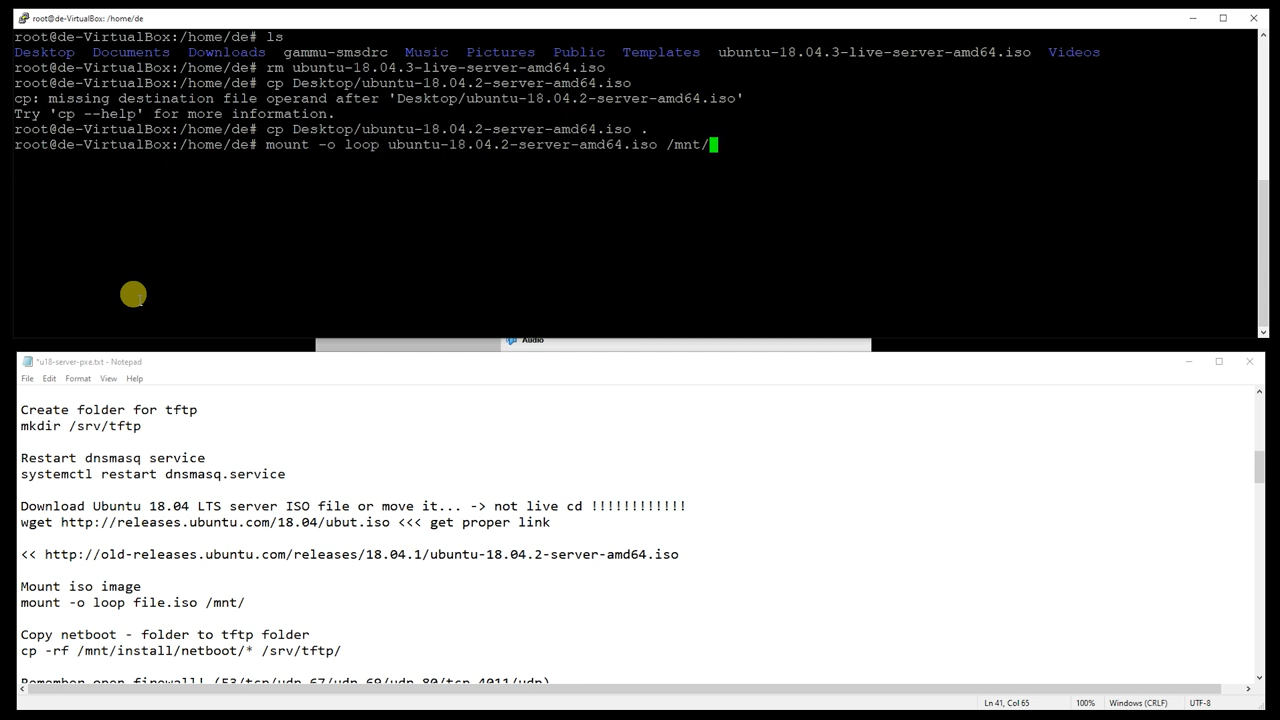 root@de-VirtualBox: /home/de
root@de-VirtualBox:/home/de# ls
Desktop Documents Downloads gammu-smsdrc Music Pictures Public Templates ubuntu-18.04.3-live-server-amd64.iso Videos
root@de-VirtualBox:/home/de# rm ubuntu-18.04.3-live-server-amd64.iso
root@de-VirtualBox:/home/de# cp Desktop/ubuntu-18.04.2-server-amd64.iso
cp: missing destination file operand after 'Desktop/ubuntu-18.04.2-server-amd64.iso'
Try 'cp --help' for more information.
root@de-VirtualBox:/home/de# cp Desktop/ubuntu-18.04.2-server-amd64.iso .
root@de-VirtualBox:/home/de# mount -o loop ubuntu-18.04.2-server-amd64.iso /mnt/
Audio
*u18-server-pxe.txt - Notepad
File Edit Format View Help
Create folder for tftp
mkdir /srv/tftp
Restart dnsmasq service
systemctl restart dnsmasq.service
Download Ubuntu 18.04 LTS server ISO file or move it... -> not live cd !!!!!!!!!!!!
wget http://releases.ubuntu.com/18.04/ubut.iso <<< get proper link
<< http://old-releases.ubuntu.com/releases/18.04.1/ubuntu-18.04.2-server-amd64.iso
Mount iso image
mount -o loop file.iso /mnt/
Copy netboot - folder to tftp folder
cp -rf /mnt/install/netboot/* /srv/tftp/
Remember open firewall! (53/tcp/udp 67/udp 69/udp 80/tcp 4011/udp)
Ln 41, Col 65 100% Windows (CRLF) UTF-8